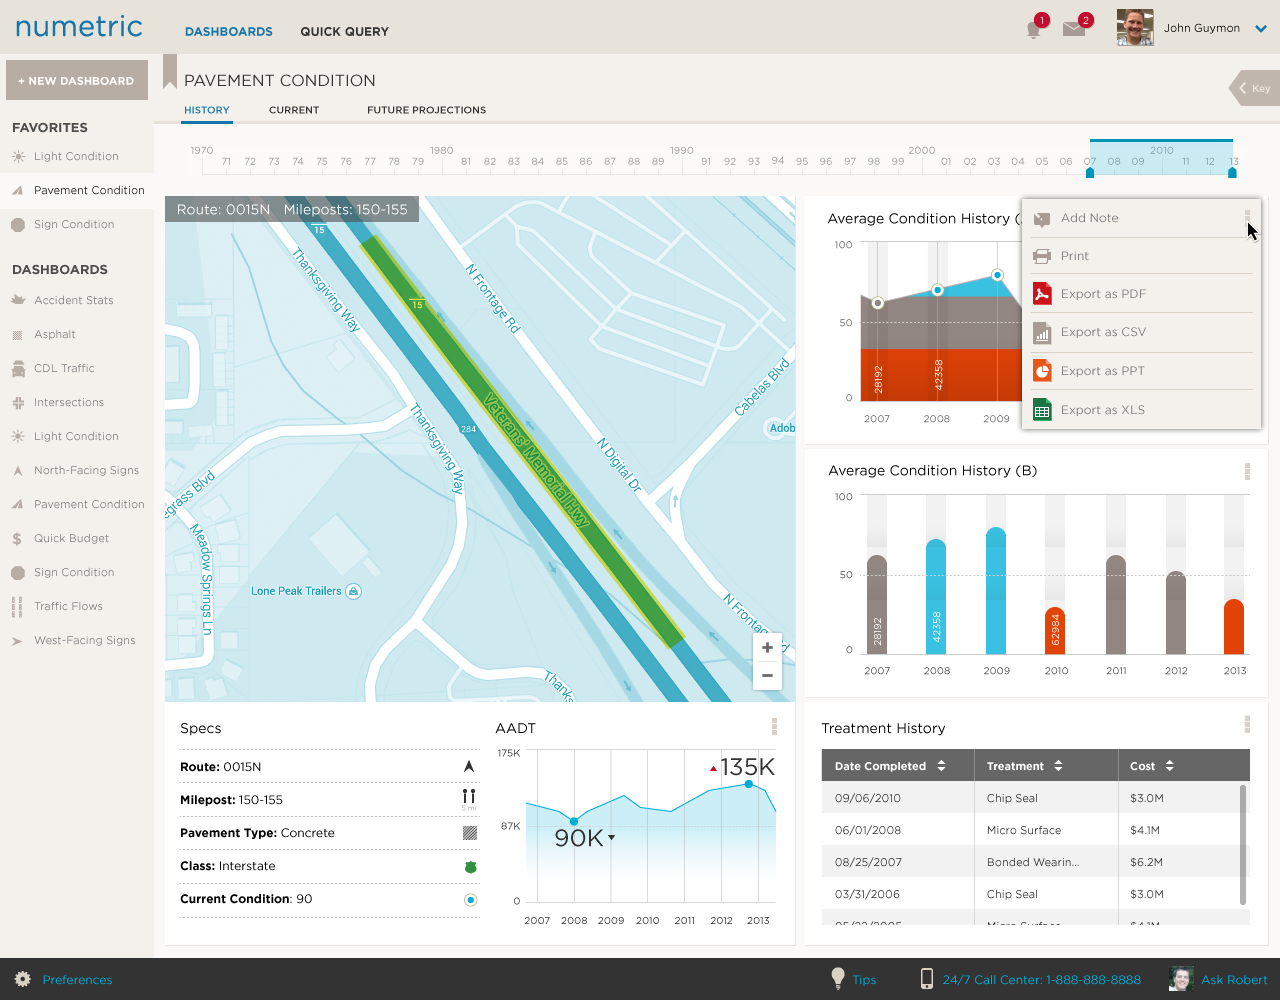 numetric
DASHBOARDS
QUICK QUERY
1
2
John Guymon
+ NEW DASHBOARD
FAVORITES
Light Condition
Pavement Condition
Sign Condition
DASHBOARDS
Accident Stats
Asphalt
CDL Traffic
Intersections
Light Condition
North-Facing Signs
Pavement Condition
Quick Budget
Sign Condition
Traffic Flows
West-Facing Signs
PAVEMENT CONDITION
Key
HISTORY
CURRENT
FUTURE PROJECTIONS
1970 1980 1990 2000 2010
71 72 73 74 75 76 77 78 79 81 82 83 84 85 86 87 88 89 91 92 93 94 95 96 97 98 99 01 02 03 04 05 06 07 08 09 11 12 13
Route: 0015N Mileposts: 150-155
15
Thanksgiving Way
N Frontage Rd
15
Cabelas Blvd
Adob
Thanksgiving Way
284
Veterans' Memorial Hwy
N Digital Dr
egrass Blvd
Meadow Springs Ln
Lone Peak Trailers
N Frontage Rd
Thanks
+
−
Average Condition History (
100
50
0
28192
42358
2007 2008 2009
Add Note
Print
Export as PDF
Export as CSV
Export as PPT
Export as XLS
Average Condition History (B)
100
50
0
28192
42358
62984
2007 2008 2009 2010 2011 2012 2013
Specs
Route: 0015N
Milepost: 150-155
5 mi
Pavement Type: Concrete
Class: Interstate
Current Condition: 90
AADT
175K
135K
87K
90K
0
2007 2008 2009 2010 2011 2012 2013
Treatment History
Date Completed Treatment Cost
09/06/2010 Chip Seal $3.0M
06/01/2008 Micro Surface $4.1M
08/25/2007 Bonded Wearin... $6.2M
03/31/2006 Chip Seal $3.0M
05/22/2005 Micro Surface $4.1M
Preferences
Tips
24/7 Call Center: 1-888-888-8888
Ask Robert